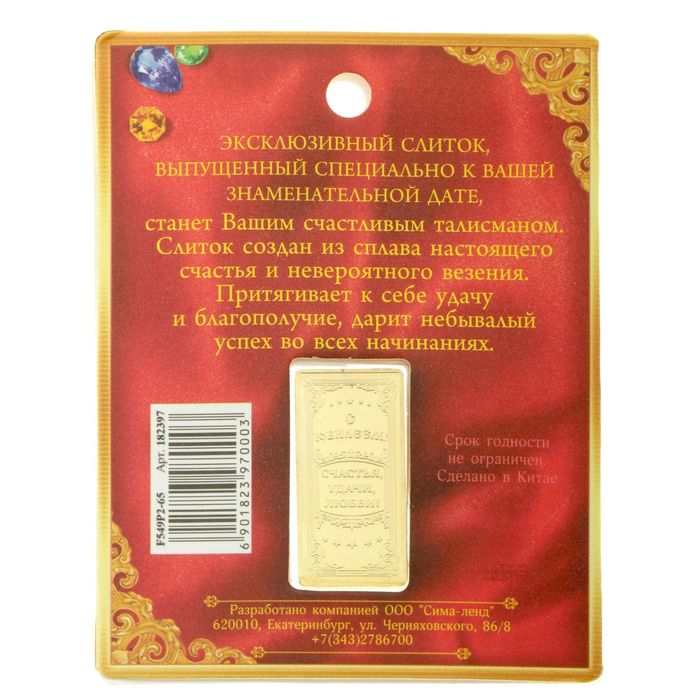 ЭКСКЛЮЗИВНЫЙ СЛИТОК,
ВЫПУЩЕННЫЙ СПЕЦИАЛЬНО К ВАШЕЙ
ЗНАМЕНАТЕЛЬНОЙ ДАТЕ,
станет Вашим счастливым талисманом.
Слиток создан из сплава настоящего
счастья и невероятного везения.
Притягивает к себе удачу
и благополучие, дарит небывалый
успех во всех начинаниях.
F549P2-65 Арт. 182397
6 901823 970003
С
ЮБИЛЕЕМ!
СЧАСТЬЯ,
УДАЧИ,
ЛЮБВИ!
Срок годности
не ограничен.
Сделано в Китае
Разработано компанией ООО "Сима-ленд"
620010, Екатеринбург, ул. Черняховского, 86/8
+7(343)2786700